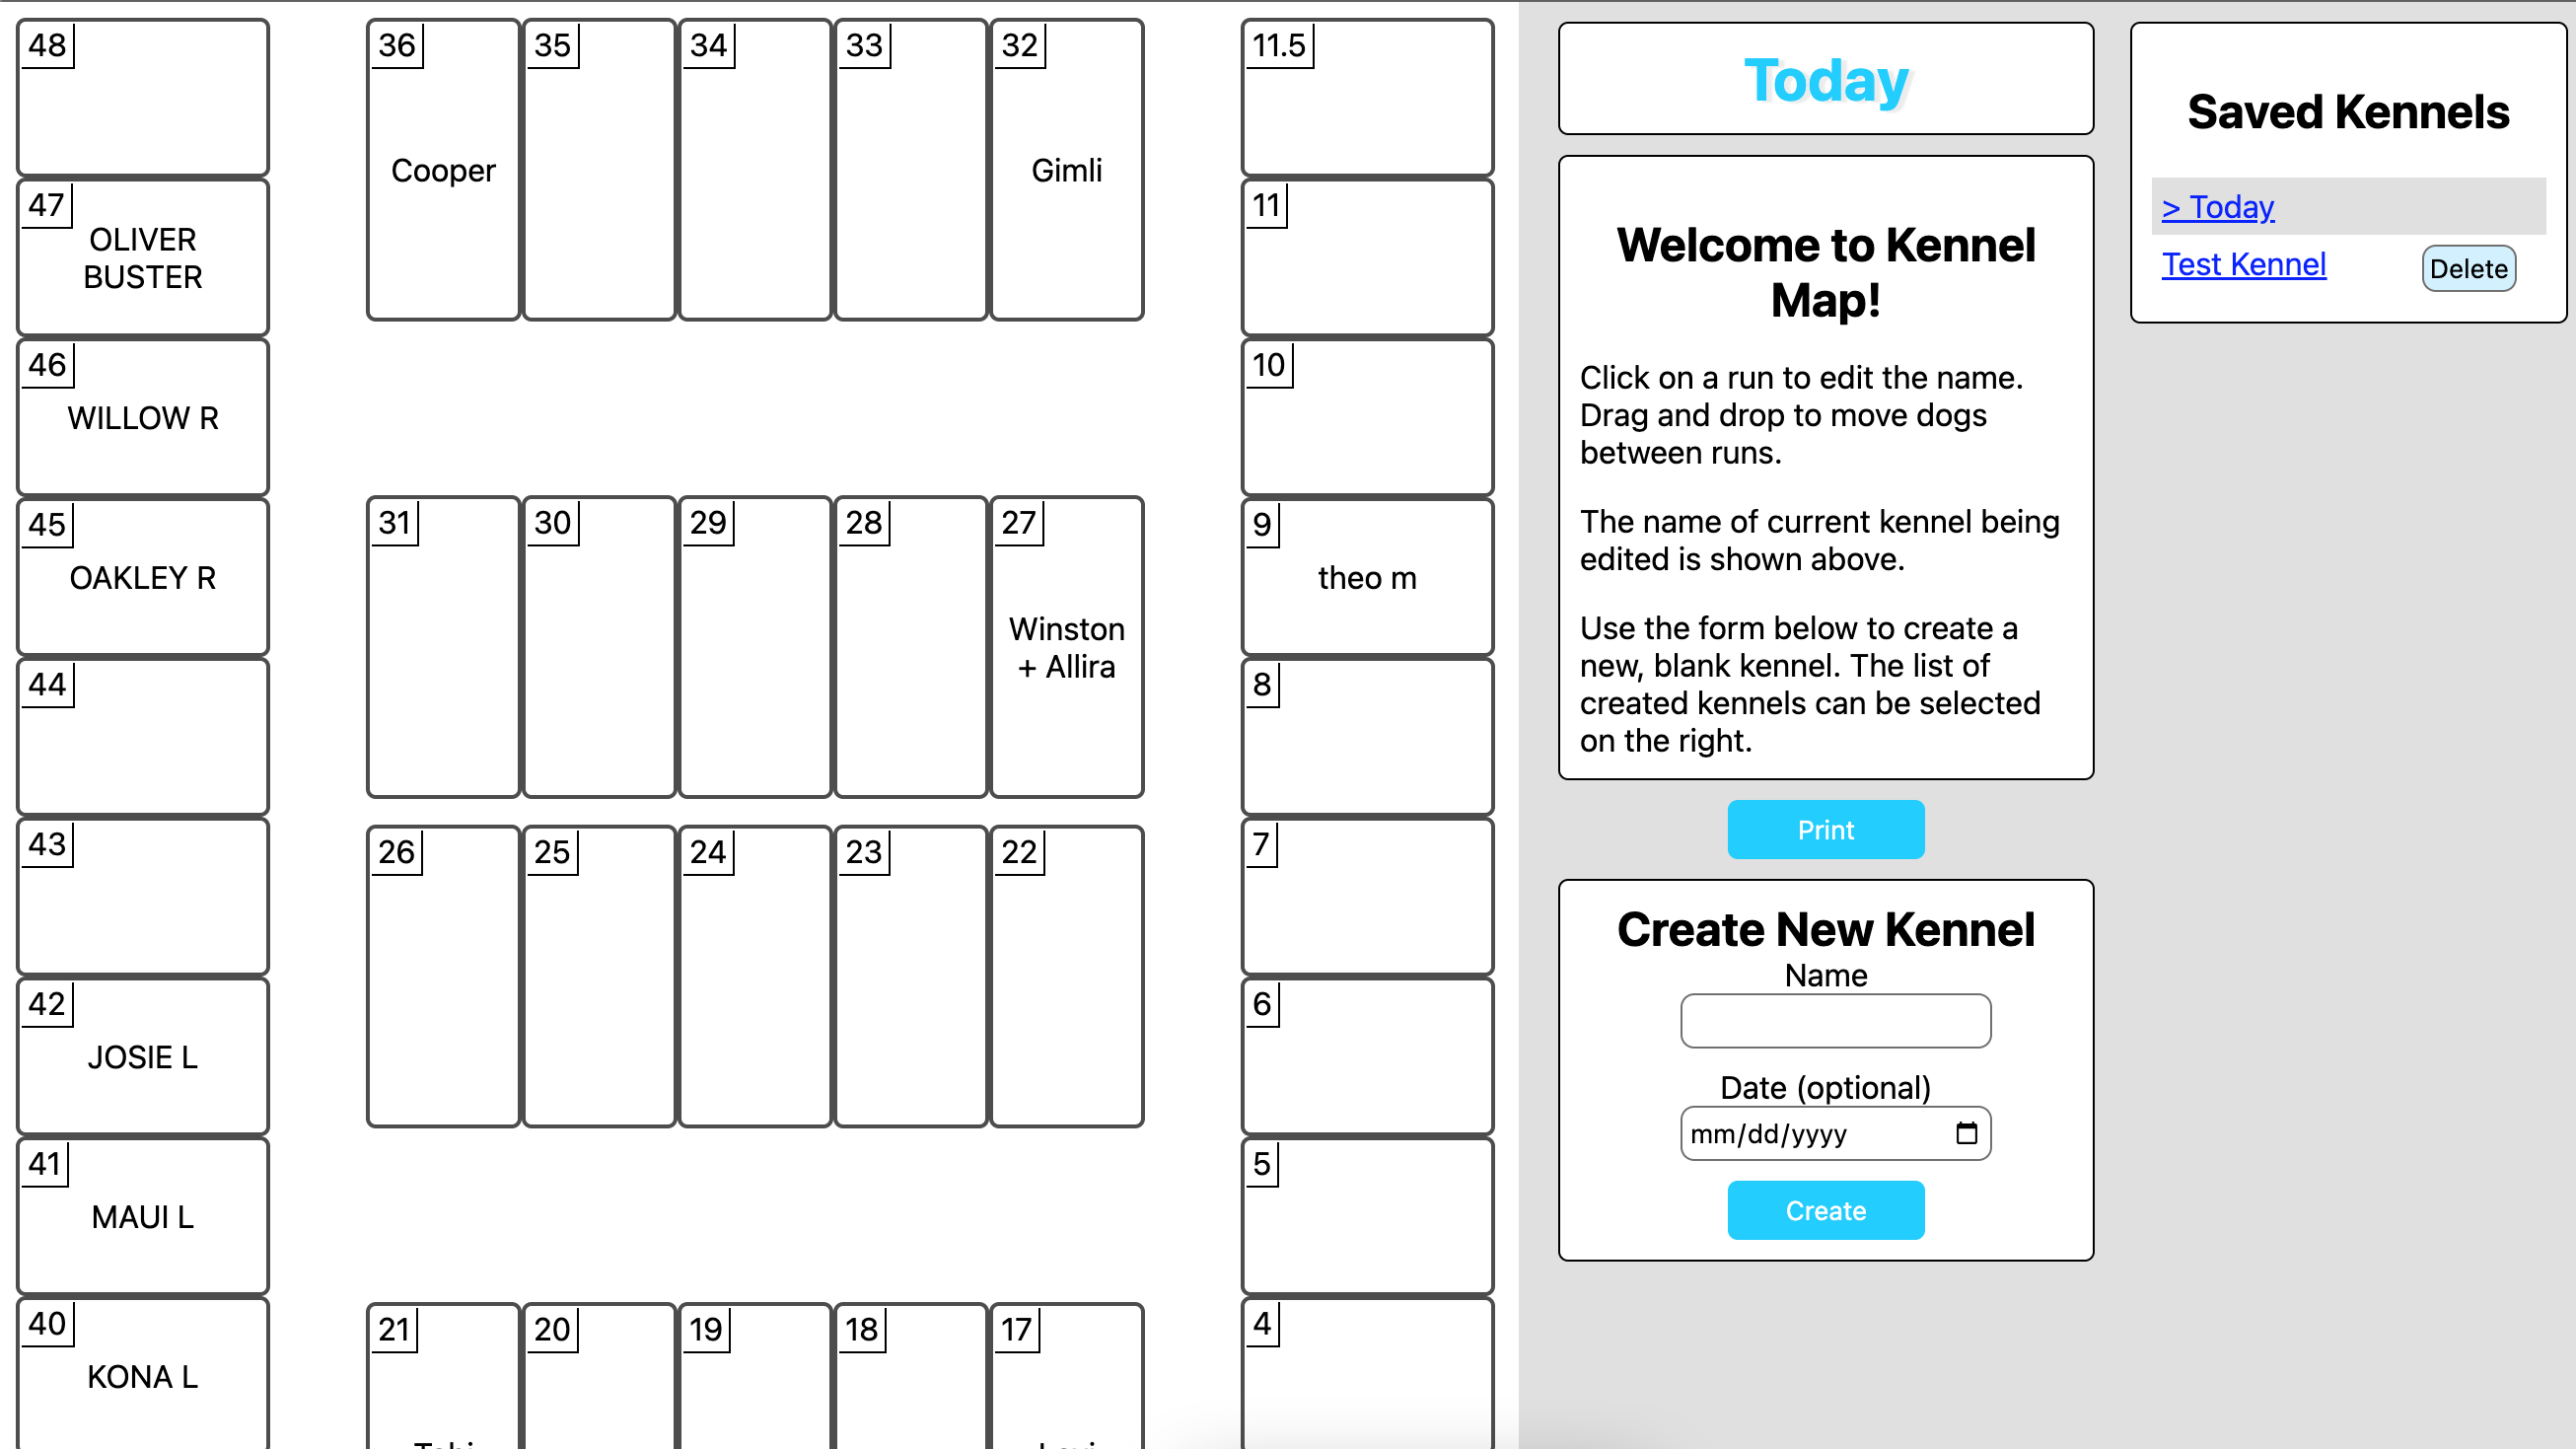 48
47
OLIVER
BUSTER
46
WILLOW R
45
OAKLEY R
44
43
42
JOSIE L
41
MAUI L
40
KONA L
36
Cooper
35
34
33
32
Gimli
31
30
29
28
27
Winston
+ Allira
26
25
24
23
22
21
20
19
18
17
11.5
11
10
9
theo m
8
7
6
5
4
Today
Welcome to Kennel
Map!
Click on a run to edit the name.
Drag and drop to move dogs
between runs.
The name of current kennel being
edited is shown above.
Use the form below to create a
new, blank kennel. The list of
created kennels can be selected
on the right.
Print
Create New Kennel
Name
Date (optional)
mm/dd/yyyy
Create
Saved Kennels
> Today
Test Kennel
Delete